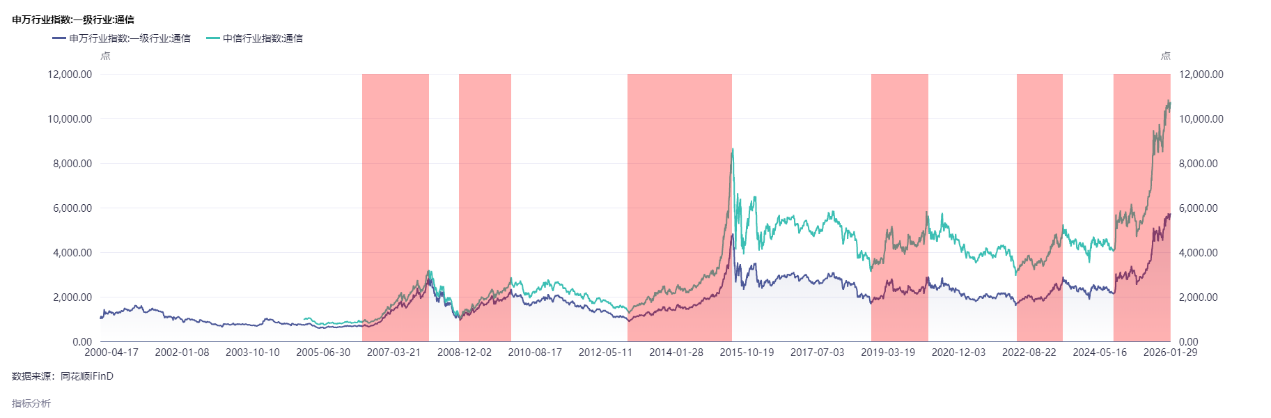 申万行业指数:一级行业:通信
申万行业指数:一级行业:通信 中信行业指数:通信
点 点
12,000.00 12,000.00
10,000.00 10,000.00
8,000.00 8,000.00
6,000.00 6,000.00
4,000.00 4,000.00
2,000.00 2,000.00
0.00 0.00
2000-04-17 2002-01-08 2003-10-10 2005-06-30 2007-03-21 2008-12-02 2010-08-17 2012-05-11 2014-01-28 2015-10-19 2017-07-03 2019-03-19 2020-12-03 2022-08-22 2024-05-16 2026-01-29
数据来源：同花顺iFinD
指标分析